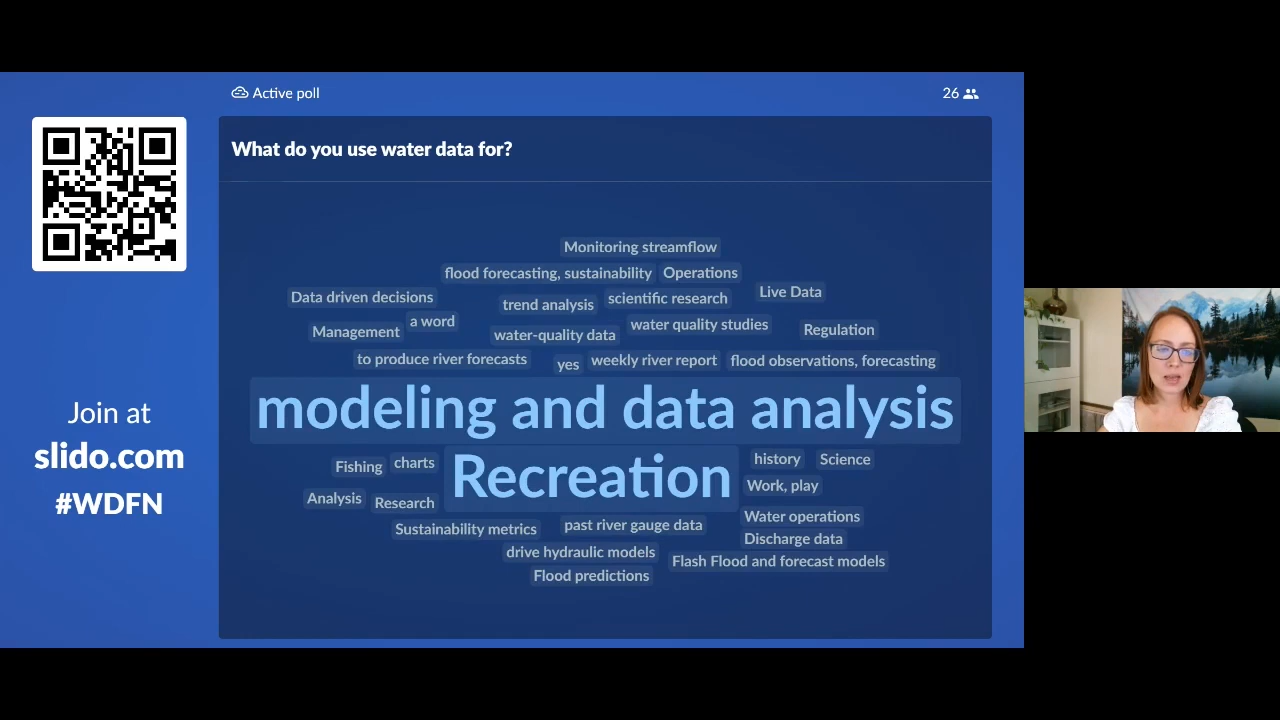 Active poll
26
What do you use water data for?
Monitoring streamflow
flood forecasting, sustainability
Operations
Live Data
Data driven decisions
trend analysis
scientific research
a word
Management
water-quality data
water quality studies
Regulation
to produce river forecasts
yes
weekly river report
flood observations, forecasting
modeling and data analysis
Fishing
charts
Recreation
history
Science
Work, play
Analysis
Research
Sustainability metrics
past river gauge data
Water operations
Discharge data
drive hydraulic models
Flash Flood and forecast models
Flood predictions
Join at
slido.com
#WDFN